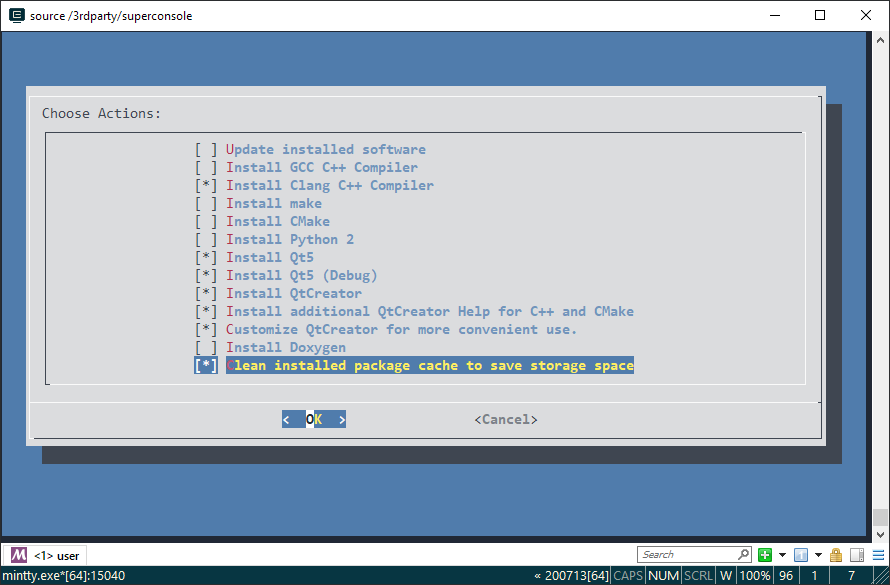 source /3rdparty/superconsole
Choose Actions:
[ ] Update installed software
[ ] Install GCC C++ Compiler
[*] Install Clang C++ Compiler
[ ] Install make
[ ] Install CMake
[ ] Install Python 2
[*] Install Qt5
[*] Install Qt5 (Debug)
[*] Install QtCreator
[*] Install additional QtCreator Help for C++ and CMake
[*] Customize QtCreator for more convenient use.
[ ] Install Doxygen
[*] Clean installed package cache to save storage space
< OK > <Cancel>
<1> user Search
mintty.exe*[64]:15040 « 200713[64] CAPS NUM SCRL W 100% 96 1 7